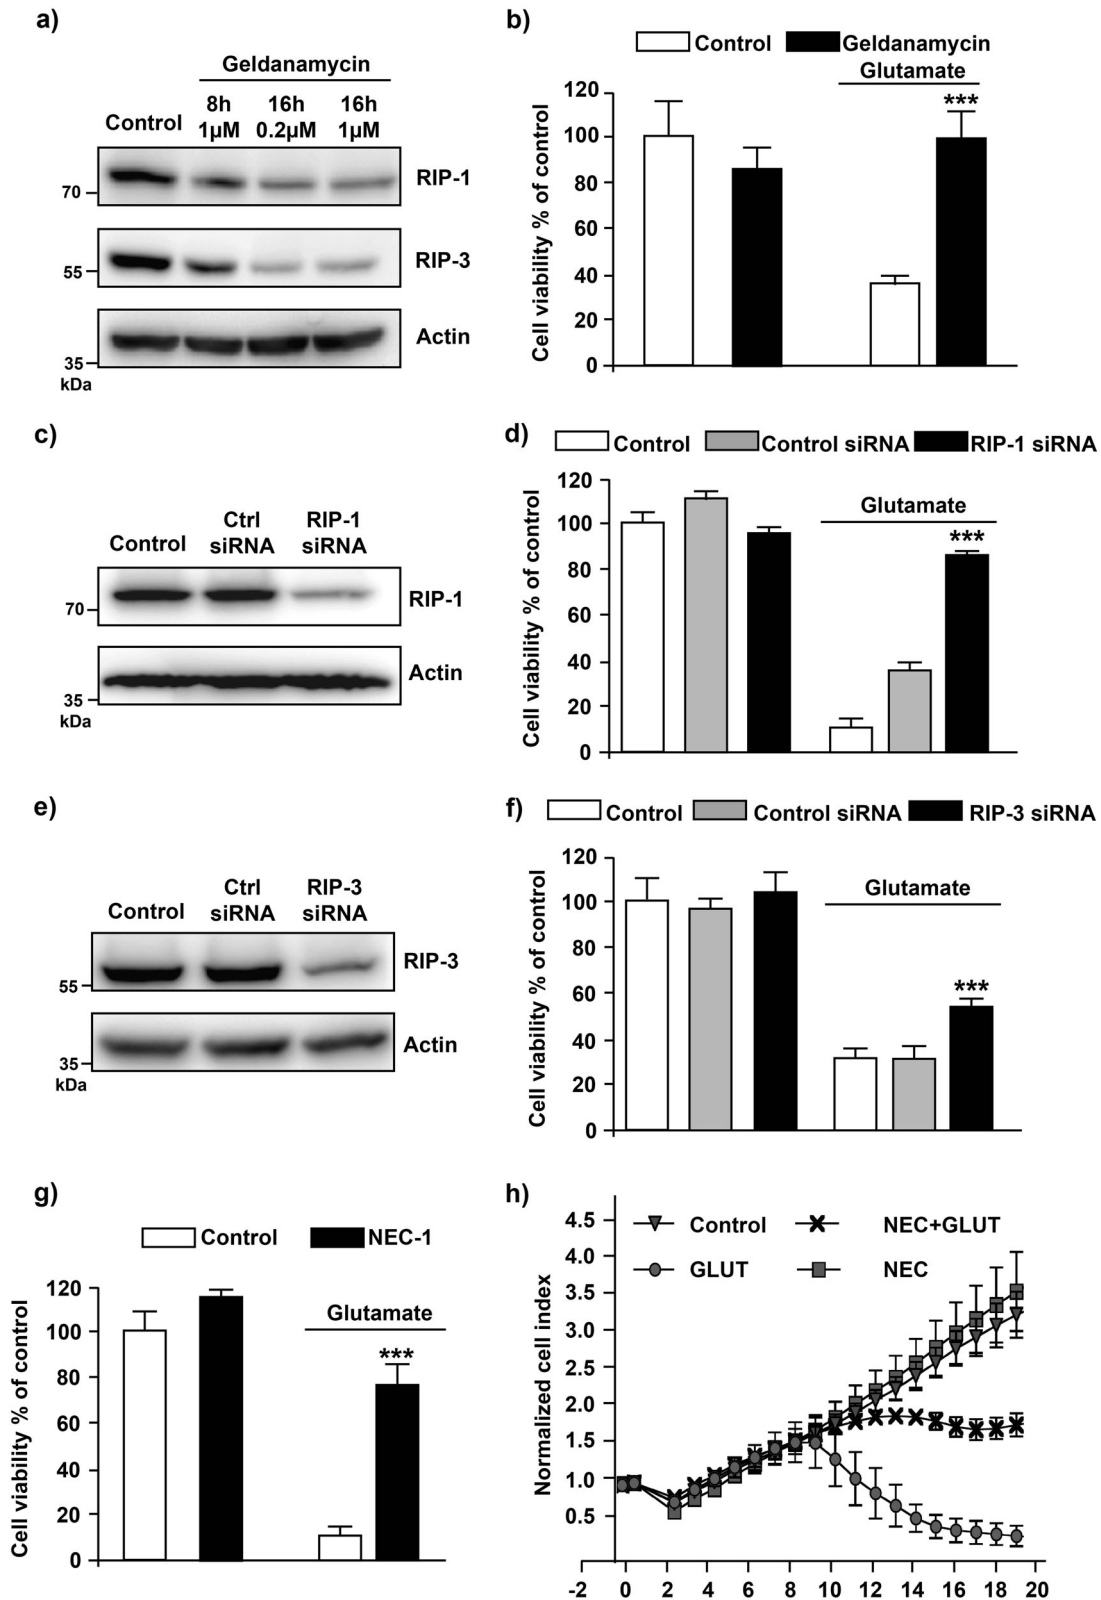 a)
Geldanamycin
Control
8h
1µM
16h
0.2µM
16h
1µM
70
RIP-1
55
RIP-3
Actin
35
kDa
b)
Control
Geldanamycin
Glutamate
***
Cell viability % of control
120
100
80
60
40
20
0
c)
Control
Ctrl
siRNA
RIP-1
siRNA
70
RIP-1
Actin
35
kDa
d)
Control
Control siRNA
RIP-1 siRNA
Glutamate
***
Cell viability % of control
120
100
80
60
40
20
0
e)
Control
Ctrl
siRNA
RIP-3
siRNA
55
RIP-3
Actin
35
kDa
f)
Control
Control siRNA
RIP-3 siRNA
Glutamate
***
Cell viability % of control
120
100
80
60
40
20
0
g)
Control
NEC-1
Glutamate
***
Cell viability % of control
120
100
80
60
40
20
0
h)
Control
NEC+GLUT
GLUT
NEC
Normalized cell index
4.5
4.0
3.5
3.0
2.5
2.0
1.5
1.0
0.5
-2 0 2 4 6 8 10 12 14 16 18 20